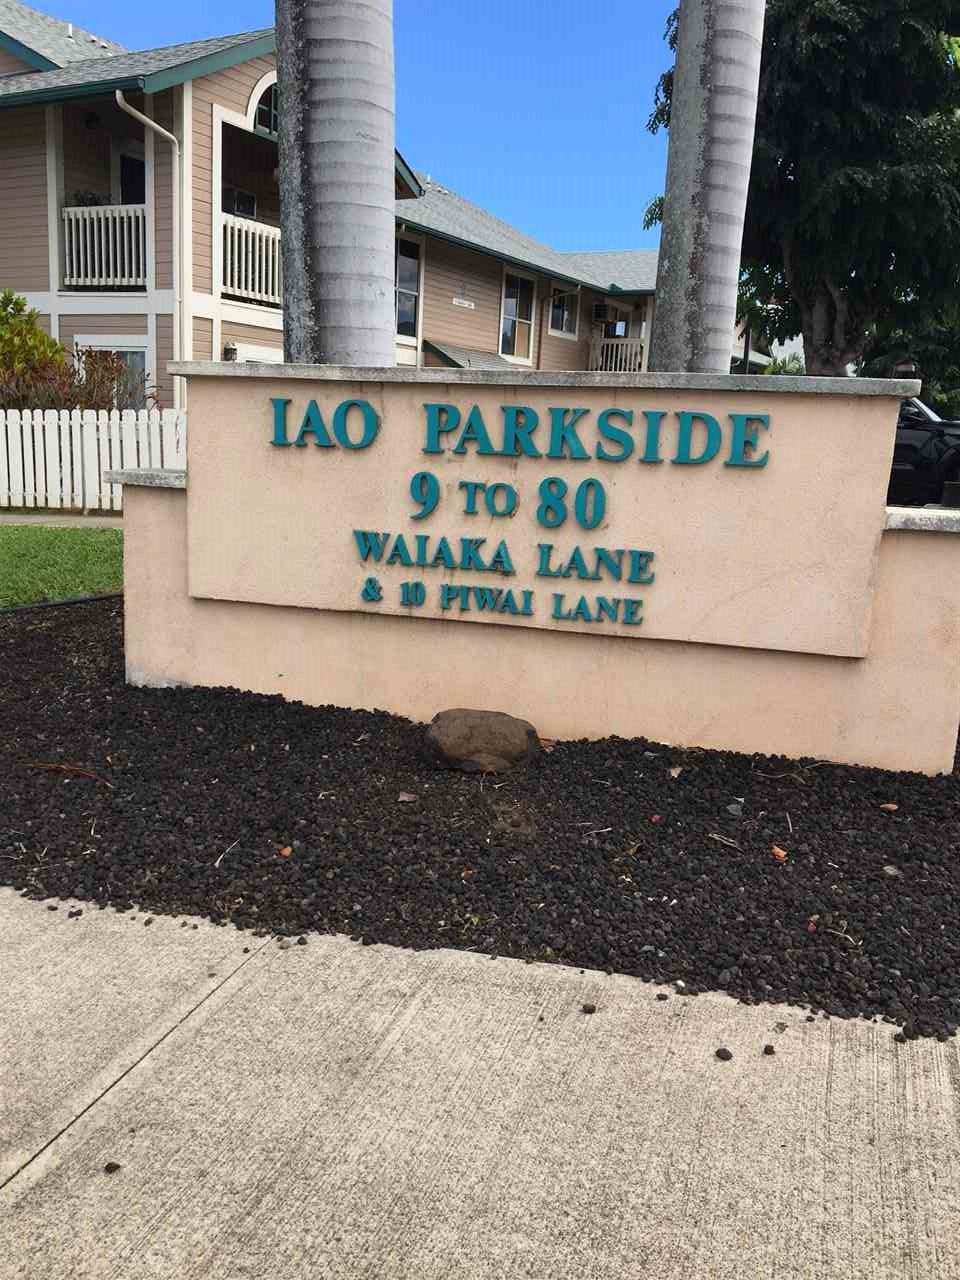 IAO PARKSIDE
9 TO 80
WAIAKA LANE
& 10 PIWAI LANE